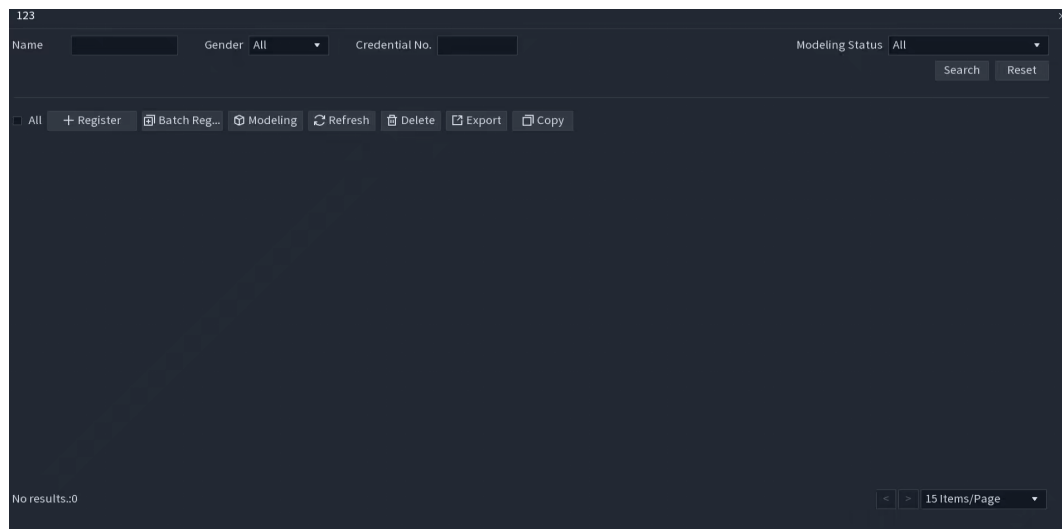 123
Name Gender All Credential No. Modeling Status All
Search Reset
All Register Batch Reg... Modeling Refresh Delete Export Copy
No results.:0 < > 15 Items/Page